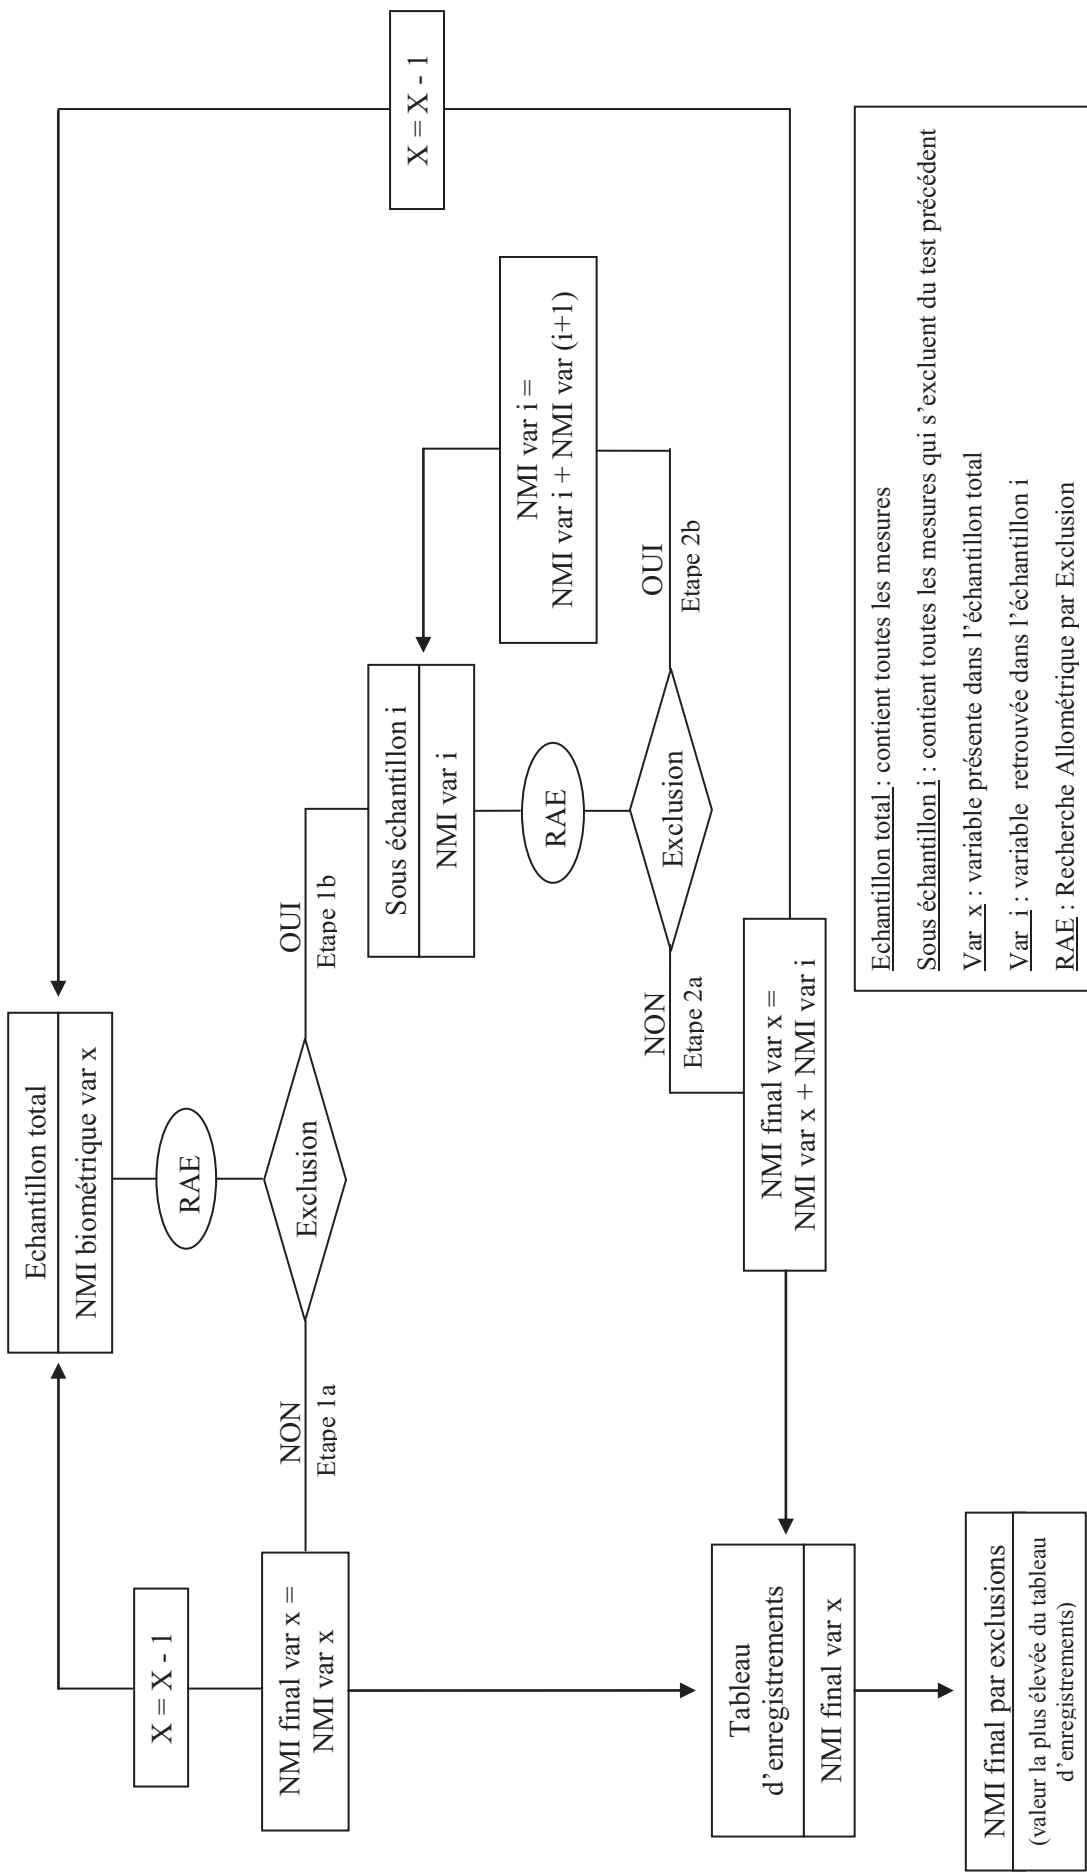 Echantillon total
NMI biométrique var x
RAE
Exclusion
NON
Etape 1a
OUI
Etape 1b
X = X - 1
NMI final var x =
NMI var x
X = X - 1
Sous échantillon i
NMI var i
RAE
Exclusion
NON
Etape 2a
OUI
Etape 2b
NMI var i =
NMI var i + NMI var (i+1)
NMI final var x =
NMI var x + NMI var i
Tableau
d'enregistrements
NMI final var x
NMI final par exclusions
(valeur la plus élevée du tableau
d'enregistrements)
Echantillon total : contient toutes les mesures
Sous échantillon i : contient toutes les mesures qui s'excluent du test précédent
Var x : variable présente dans l'échantillon total
Var i : variable retrouvée dans l'échantillon i
RAE : Recherche Allométrique par Exclusion